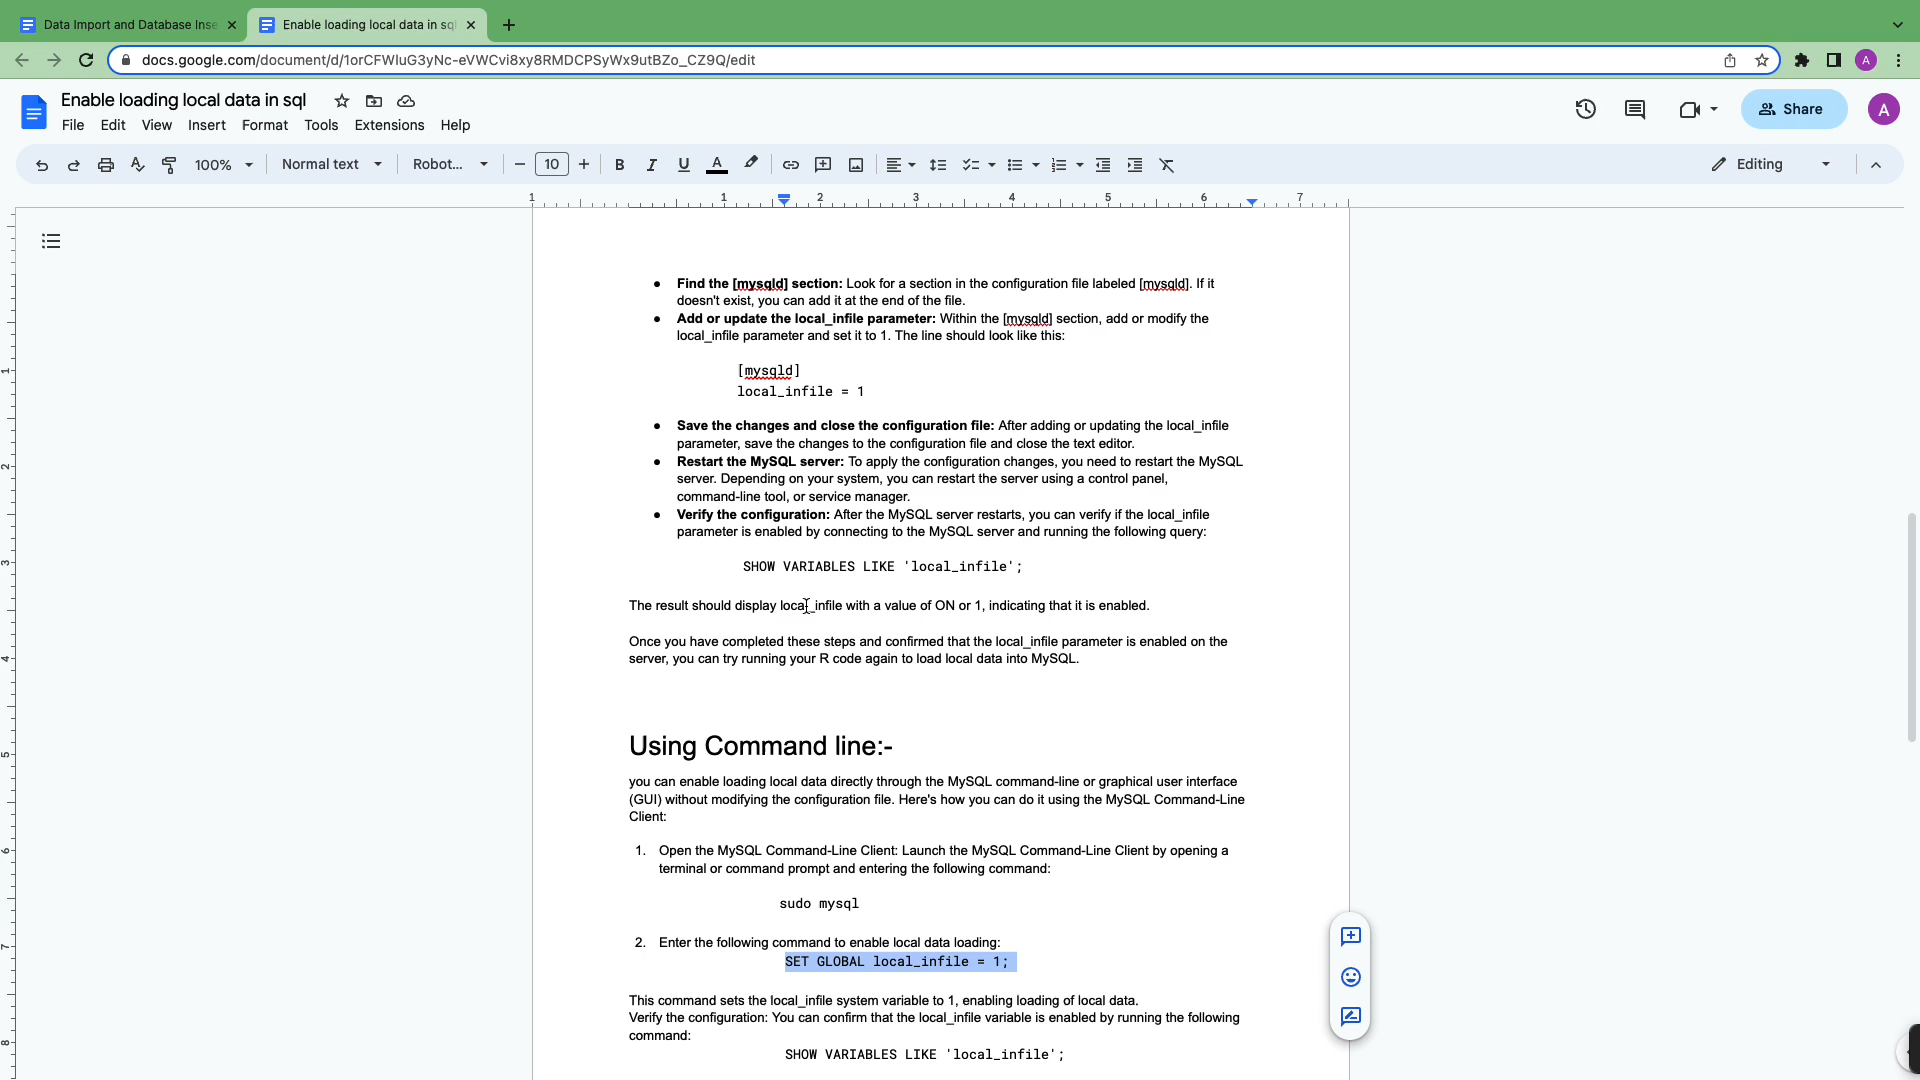 Data Import and Database Inse
Enable loading local data in sql
docs.google.com/document/d/1orCFWIuG3yNc-eVWCvi8xy8RMDCPSyWx9utBZo_CZ9Q/edit
A
Enable loading local data in sql
File Edit View Insert Format Tools Extensions Help
Share
A
100% Normal text Robot... 10 B I U A Editing
1 1 2 3 4 5 6 7
● Find the [mysqld] section: Look for a section in the configuration file labeled [mysqld]. If it
doesn't exist, you can add it at the end of the file.
● Add or update the local_infile parameter: Within the [mysqld] section, add or modify the
local_infile parameter and set it to 1. The line should look like this:
[mysqld]
local_infile = 1
● Save the changes and close the configuration file: After adding or updating the local_infile
parameter, save the changes to the configuration file and close the text editor.
● Restart the MySQL server: To apply the configuration changes, you need to restart the MySQL
server. Depending on your system, you can restart the server using a control panel,
command-line tool, or service manager.
● Verify the configuration: After the MySQL server restarts, you can verify if the local_infile
parameter is enabled by connecting to the MySQL server and running the following query:
SHOW VARIABLES LIKE 'local_infile';
The result should display local_infile with a value of ON or 1, indicating that it is enabled.
Once you have completed these steps and confirmed that the local_infile parameter is enabled on the
server, you can try running your R code again to load local data into MySQL.
Using Command line:-
you can enable loading local data directly through the MySQL command-line or graphical user interface
(GUI) without modifying the configuration file. Here's how you can do it using the MySQL Command-Line
Client:
1. Open the MySQL Command-Line Client: Launch the MySQL Command-Line Client by opening a
terminal or command prompt and entering the following command:
sudo mysql
2. Enter the following command to enable local data loading:
SET GLOBAL local_infile = 1;
This command sets the local_infile system variable to 1, enabling loading of local data.
Verify the configuration: You can confirm that the local_infile variable is enabled by running the following
command:
SHOW VARIABLES LIKE 'local_infile';
1
2
3
4
5
6
7
8